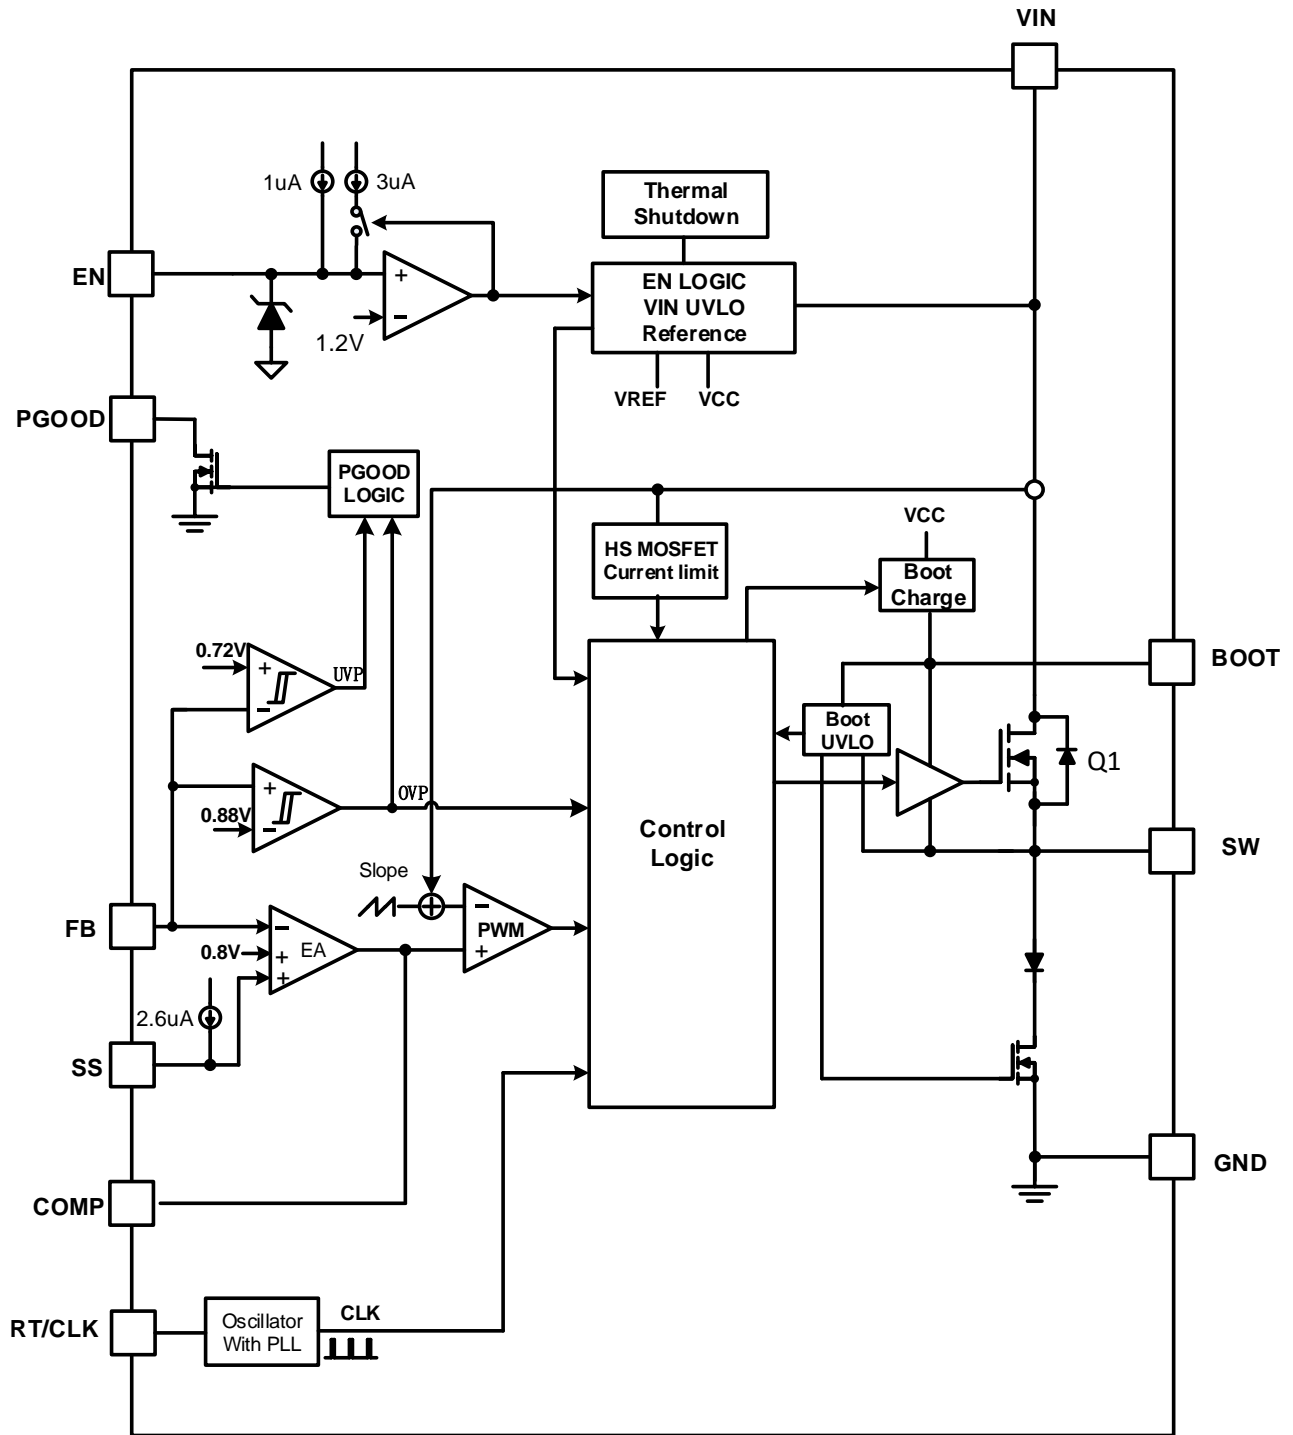 VIN
1uA
3uA
Thermal
Shutdown
EN
+
−
1.2V
EN LOGIC
VIN UVLO
Reference
VREF
VCC
PGOOD
PGOOD
LOGIC
HS MOSFET
Current limit
VCC
Boot
Charge
0.72V
+
−
UVP
BOOT
Boot
UVLO
Q1
+
0.88V
−
OVP
Control
Logic
SW
Slope
−
PWM
+
FB
−
0.8V
+
EA
+
2.6uA
SS
GND
COMP
RT/CLK
Oscillator
With PLL
CLK